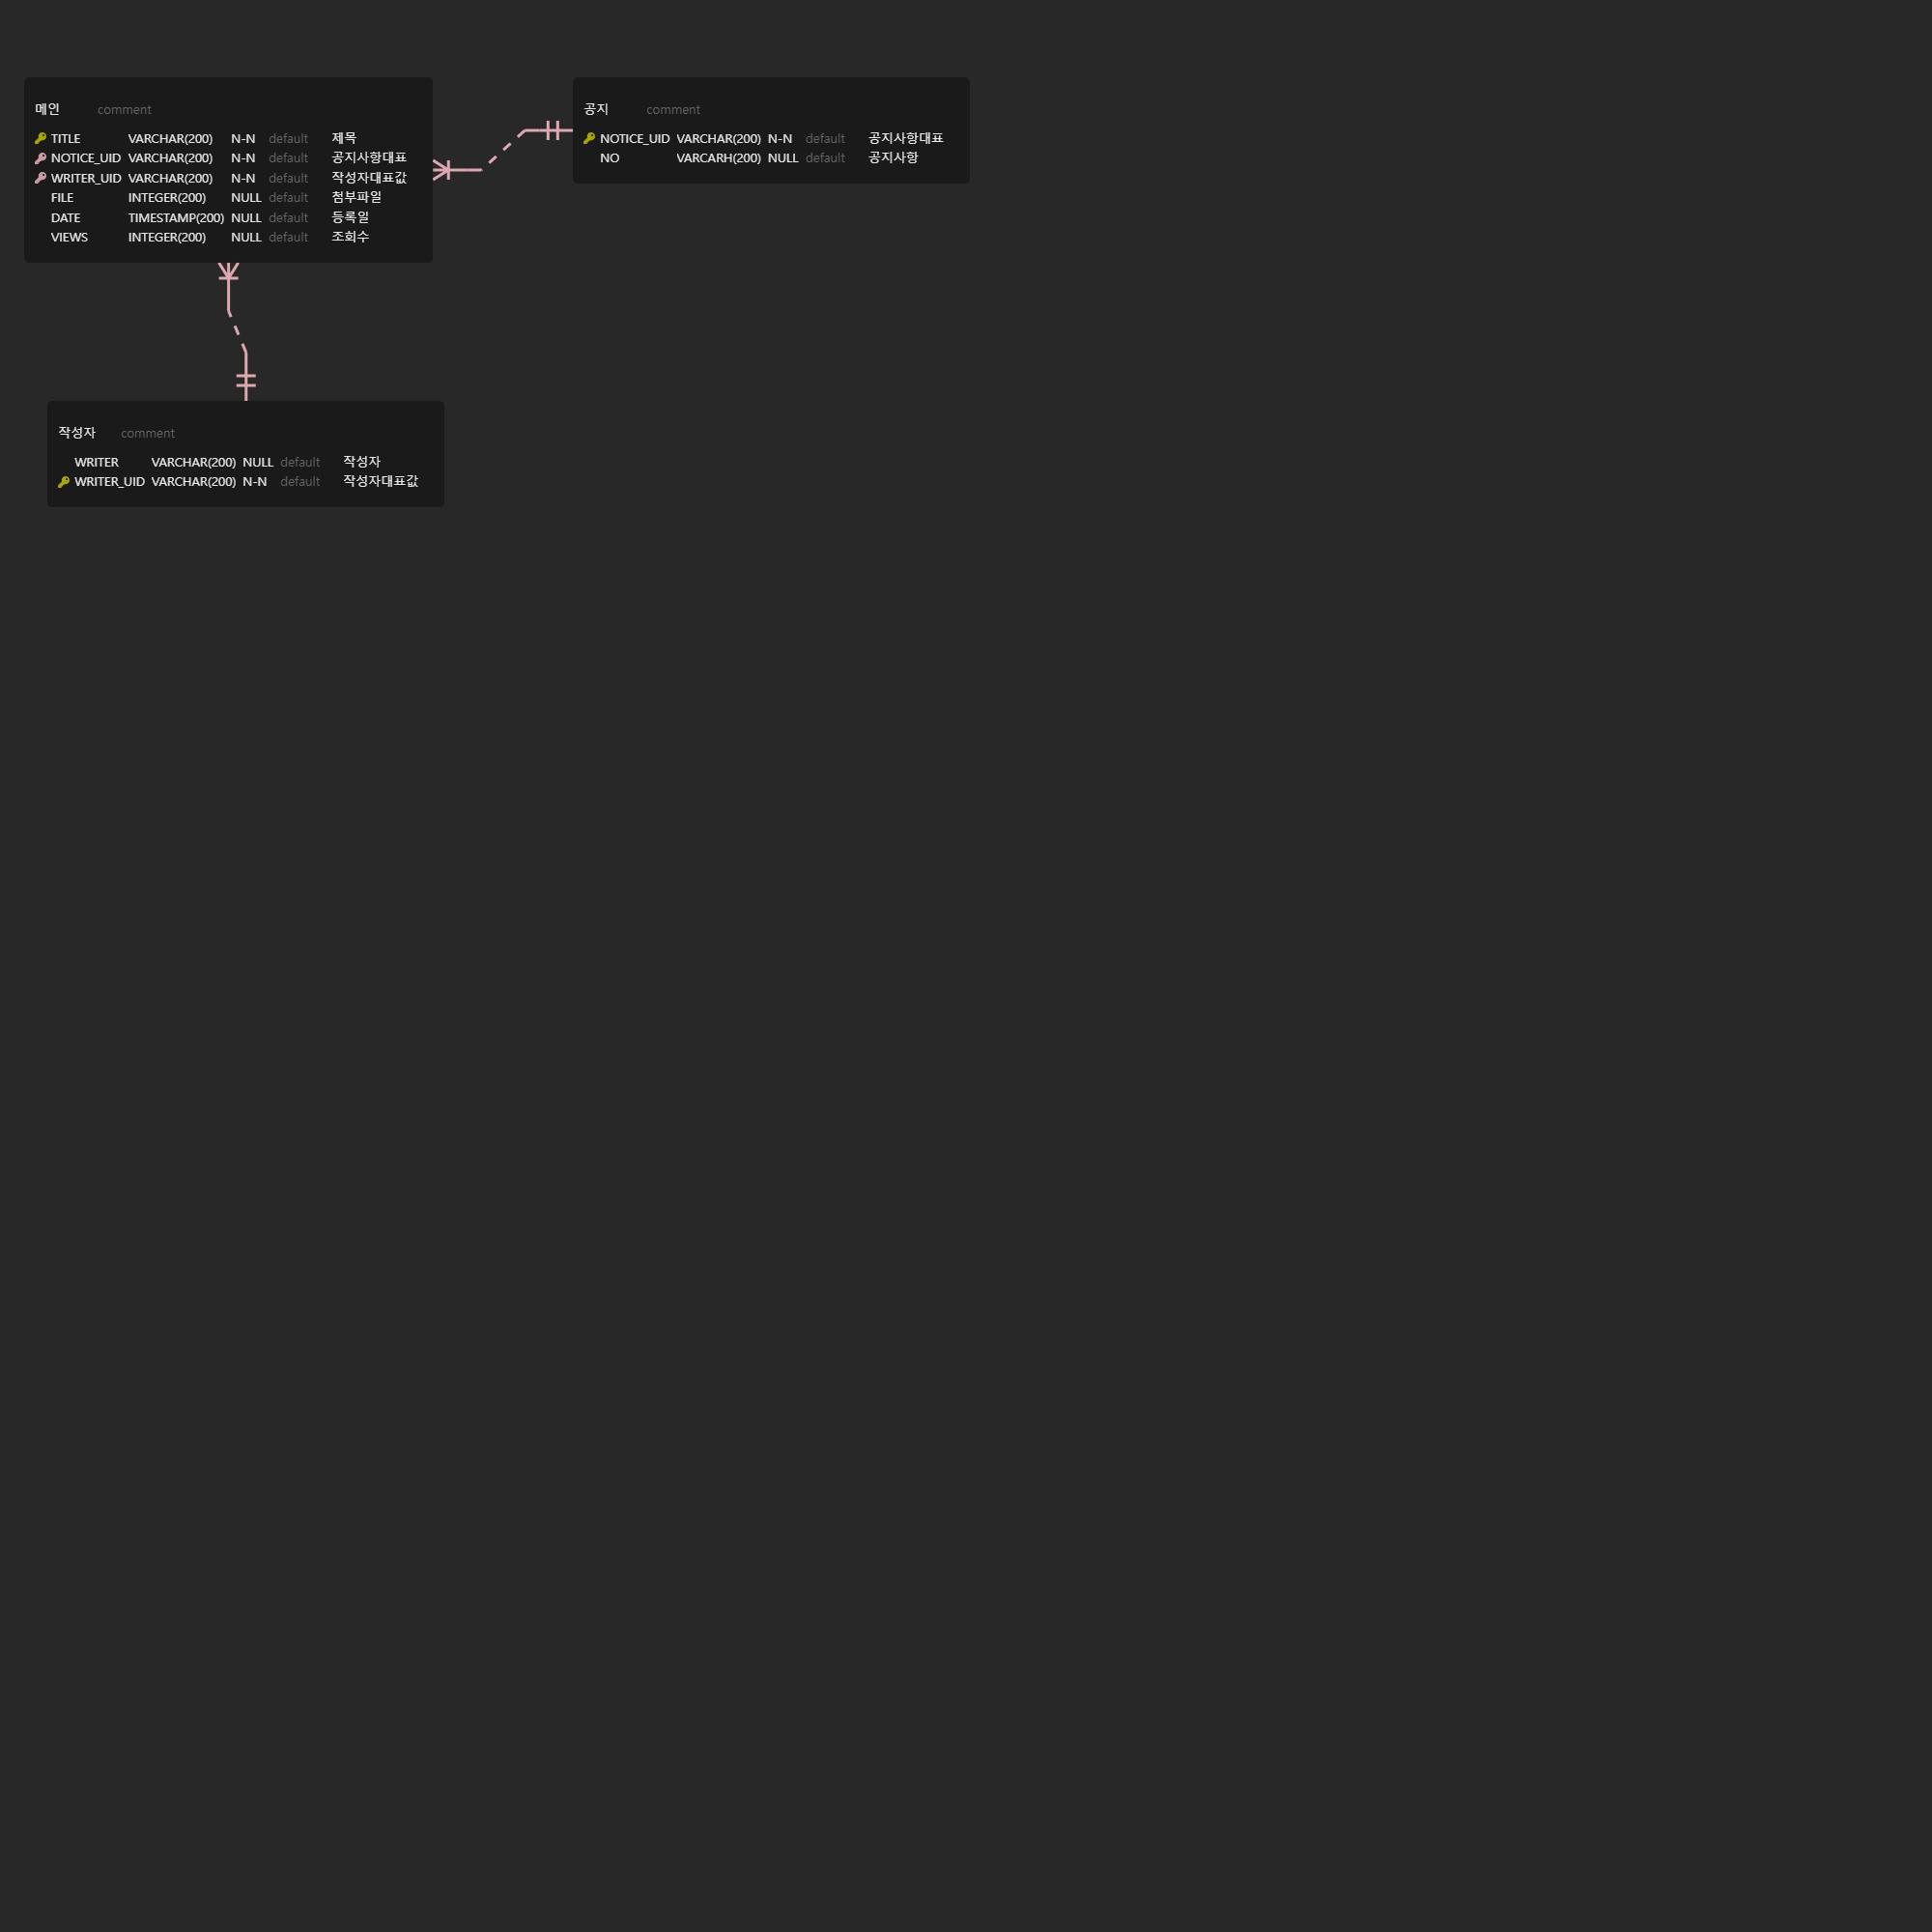 메인 comment
TITLE VARCHAR(200) N-N default 제목
NOTICE_UID VARCHAR(200) N-N default 공지사항대표
WRITER_UID VARCHAR(200) N-N default 작성자대표값
FILE INTEGER(200) NULL default 첨부파일
DATE TIMESTAMP(200) NULL default 등록일
VIEWS INTEGER(200) NULL default 조회수
공지 comment
NOTICE_UID VARCHAR(200) N-N default 공지사항대표
NO VARCARH(200) NULL default 공지사항
작성자 comment
WRITER VARCHAR(200) NULL default 작성자
WRITER_UID VARCHAR(200) N-N default 작성자대표값